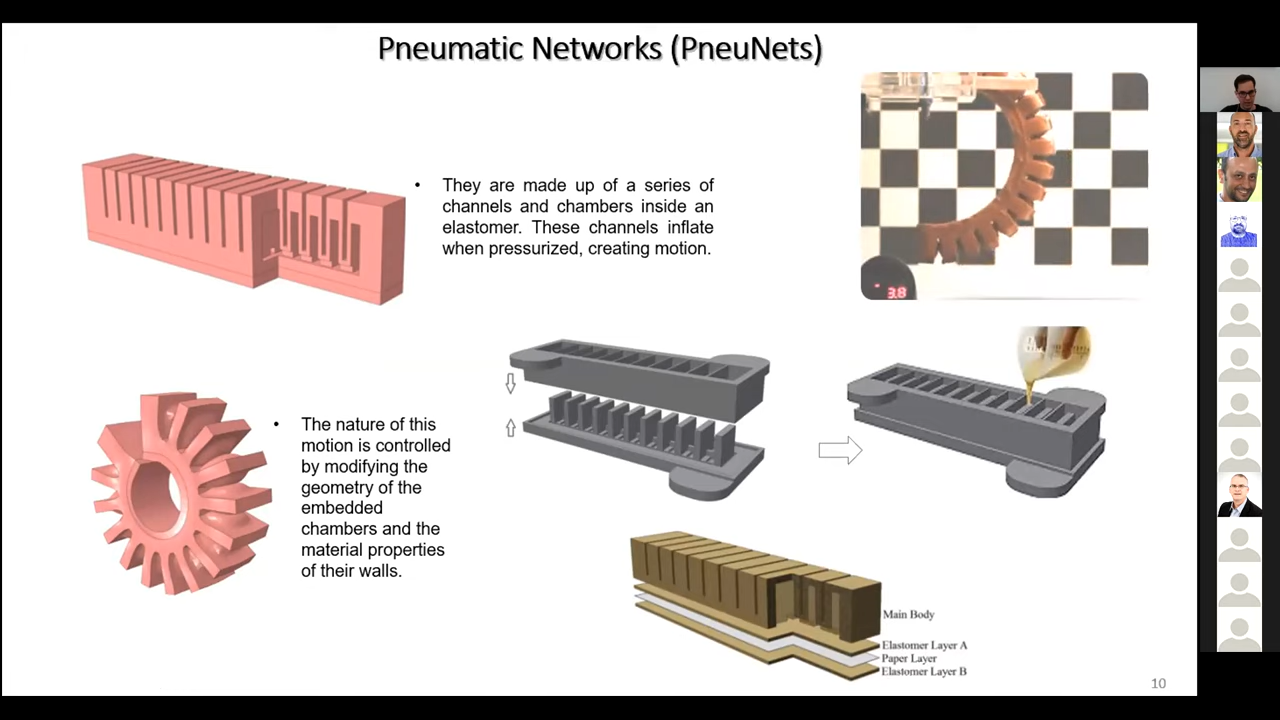 Pneumatic Networks (PneuNets)
• They are made up of a series of
channels and chambers inside an
elastomer. These channels inflate
when pressurized, creating motion.
- 3.8
• The nature of this
motion is controlled
by modifying the
geometry of the
embedded
chambers and the
material properties
of their walls.
Main Body
Elastomer Layer A
Paper Layer
Elastomer Layer B
10